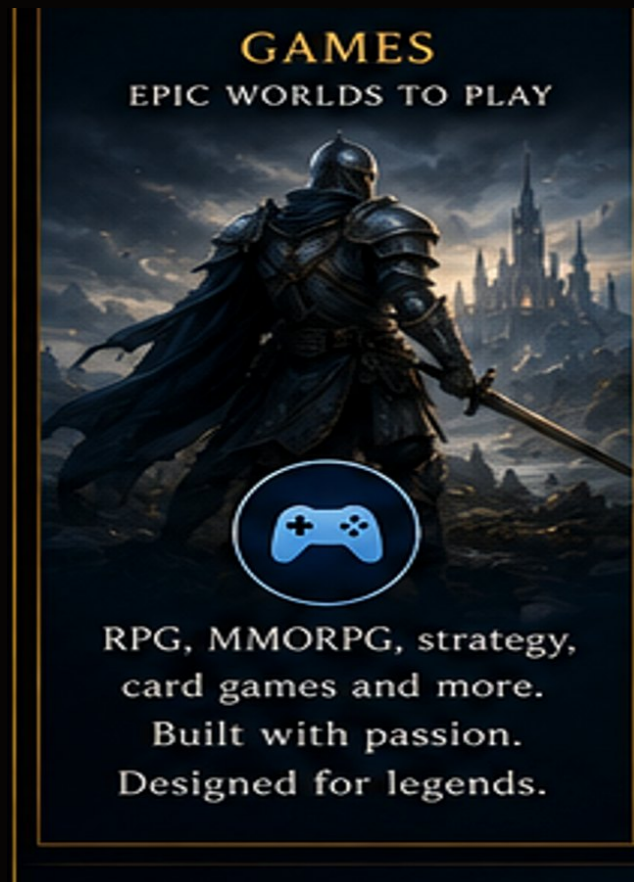 GAMES
EPIC WORLDS TO PLAY
RPG, MMORPG, strategy,
card games and more.
Built with passion.
Designed for legends.